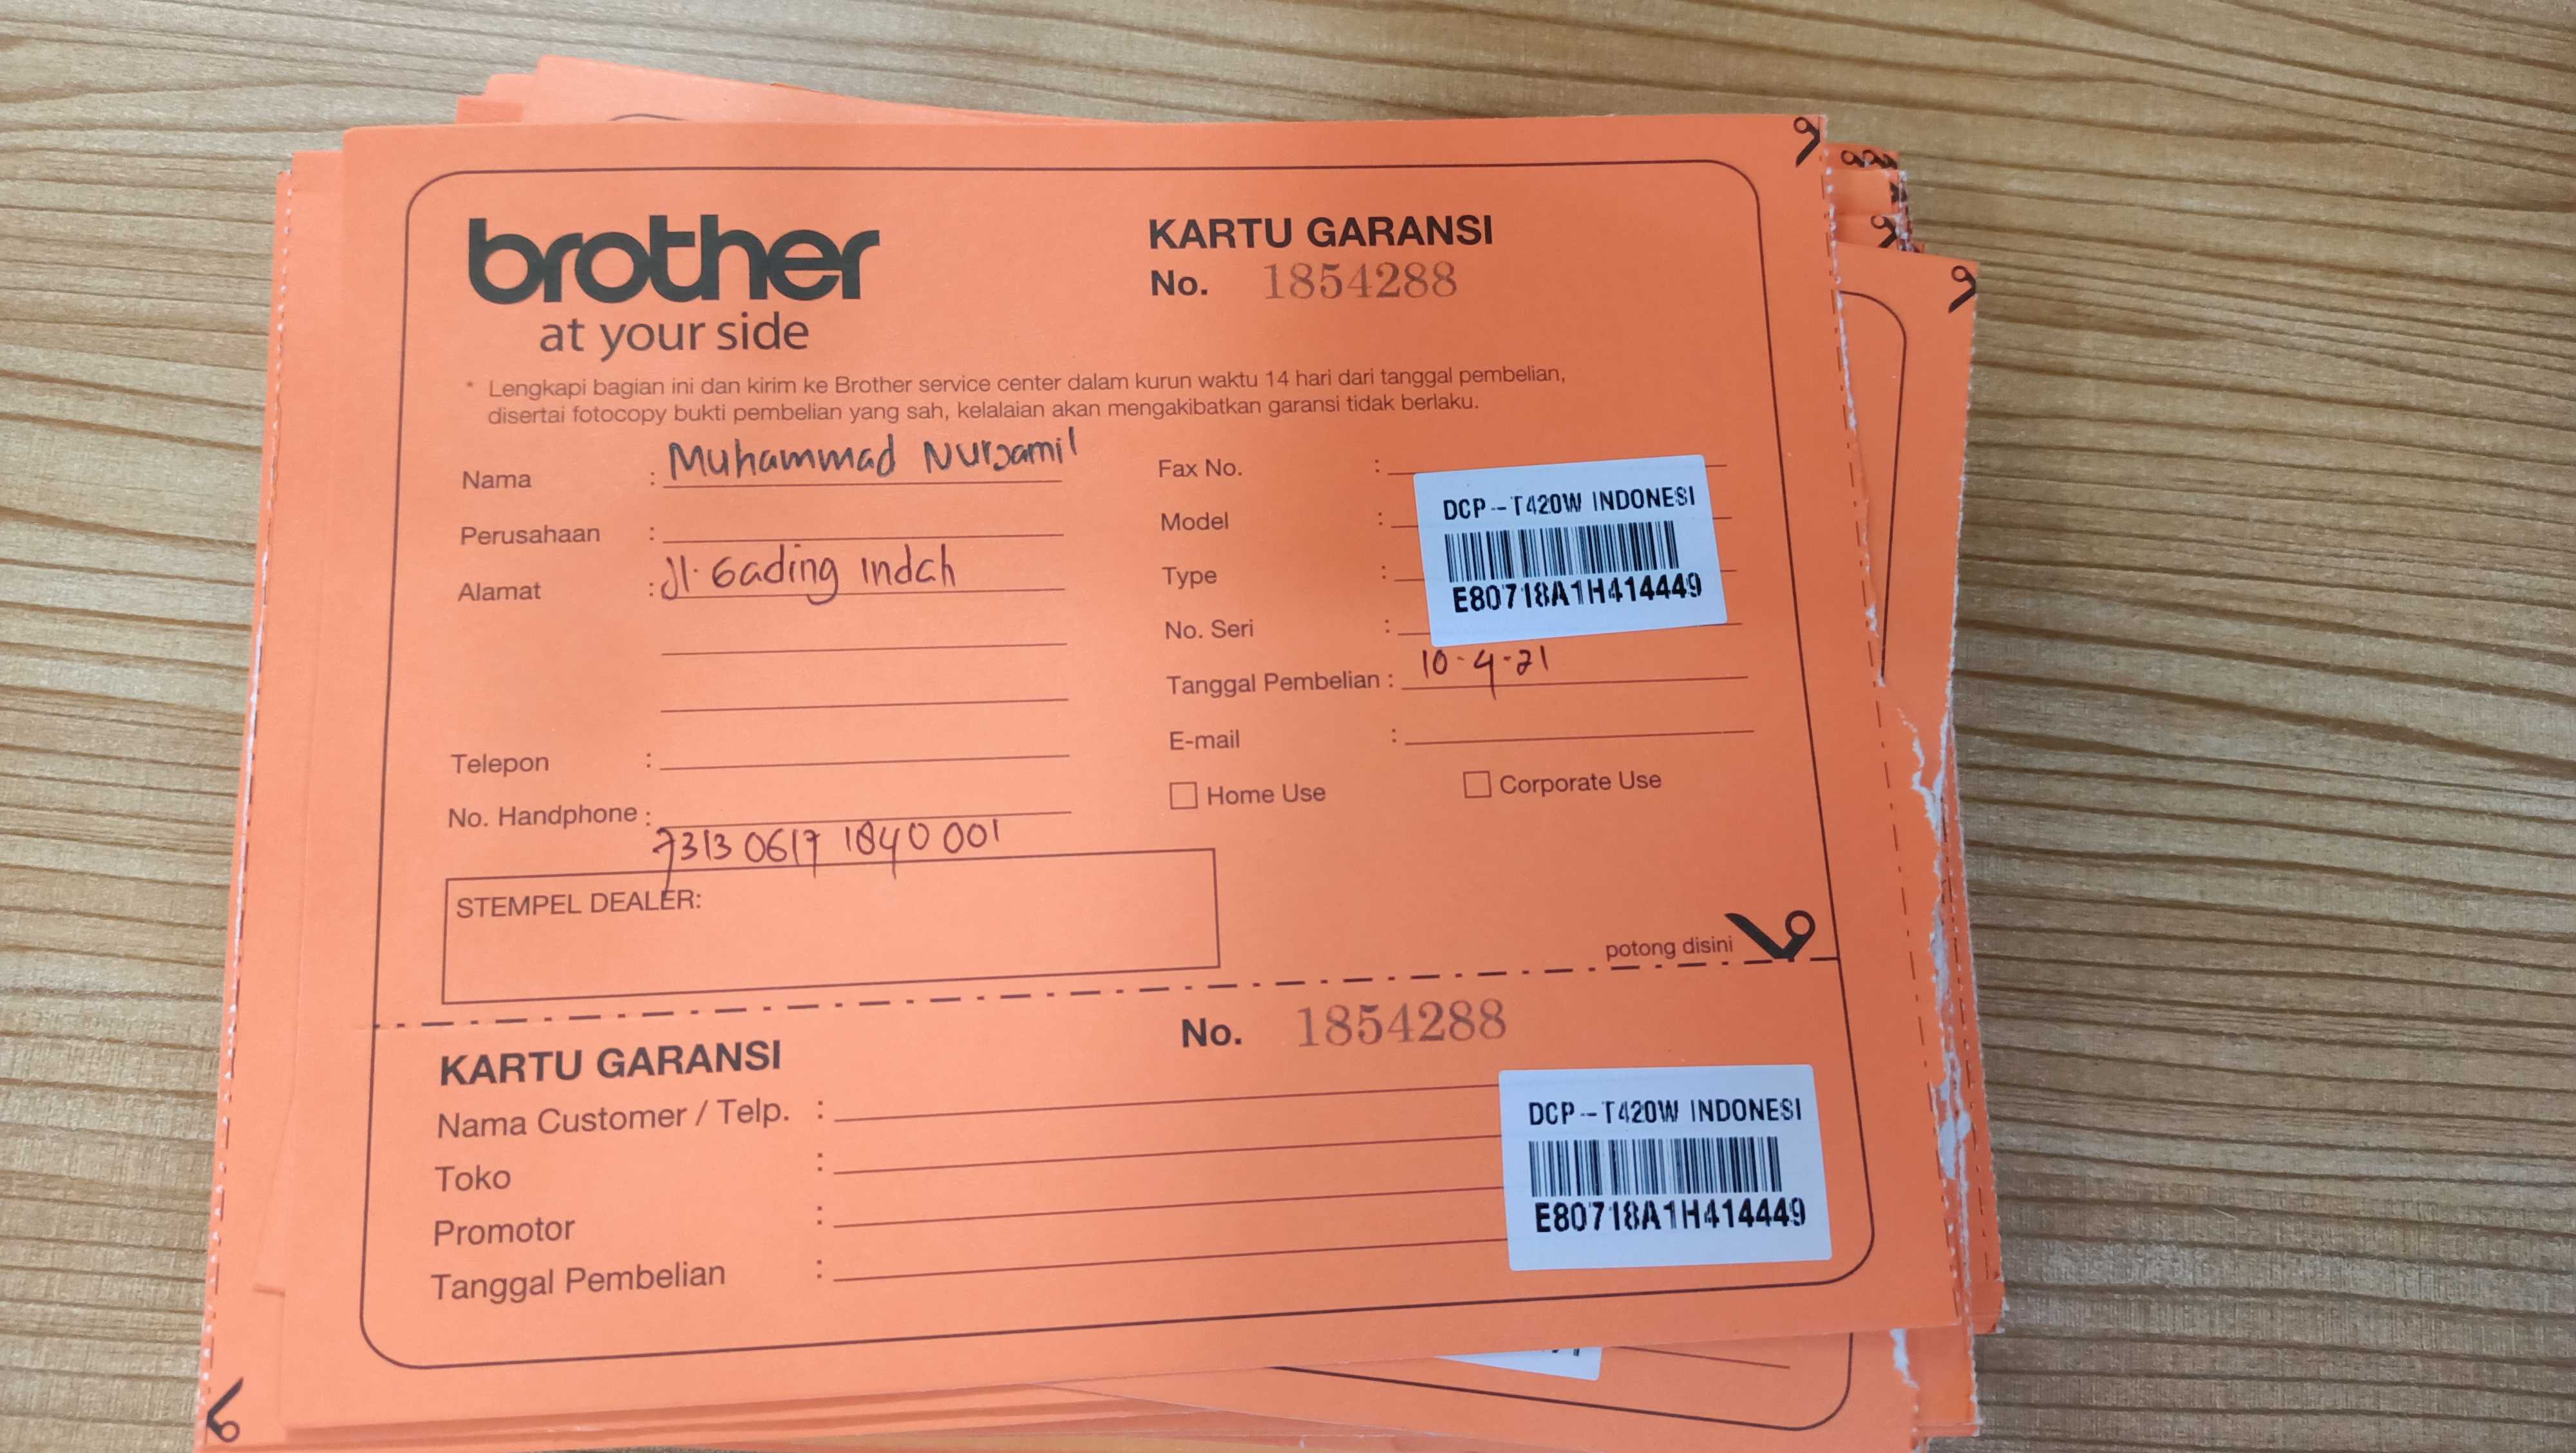 brother
at your side
KARTU GARANSI
No. 1854288
* Lengkapi bagian ini dan kirim ke Brother service center dalam kurun waktu 14 hari dari tanggal pembelian,
disertai fotocopy bukti pembelian yang sah, kelalaian akan mengakibatkan garansi tidak berlaku.
Nama : Muhammad Nurjamil
Perusahaan :
Alamat : Jl. Gading Indah
Telepon :
No. Handphone :
7313 0617 1840 001
Fax No. :
Model :
Type :
No. Seri :
DCP-T420W INDONESI
E80718A1H414449
Tanggal Pembelian : 10-4-21
E-mail :
Home Use
Corporate Use
STEMPEL DEALER:
potong disini
KARTU GARANSI
No. 1854288
Nama Customer / Telp. :
Toko :
Promotor :
Tanggal Pembelian :
DCP-T420W INDONESI
E80718A1H414449